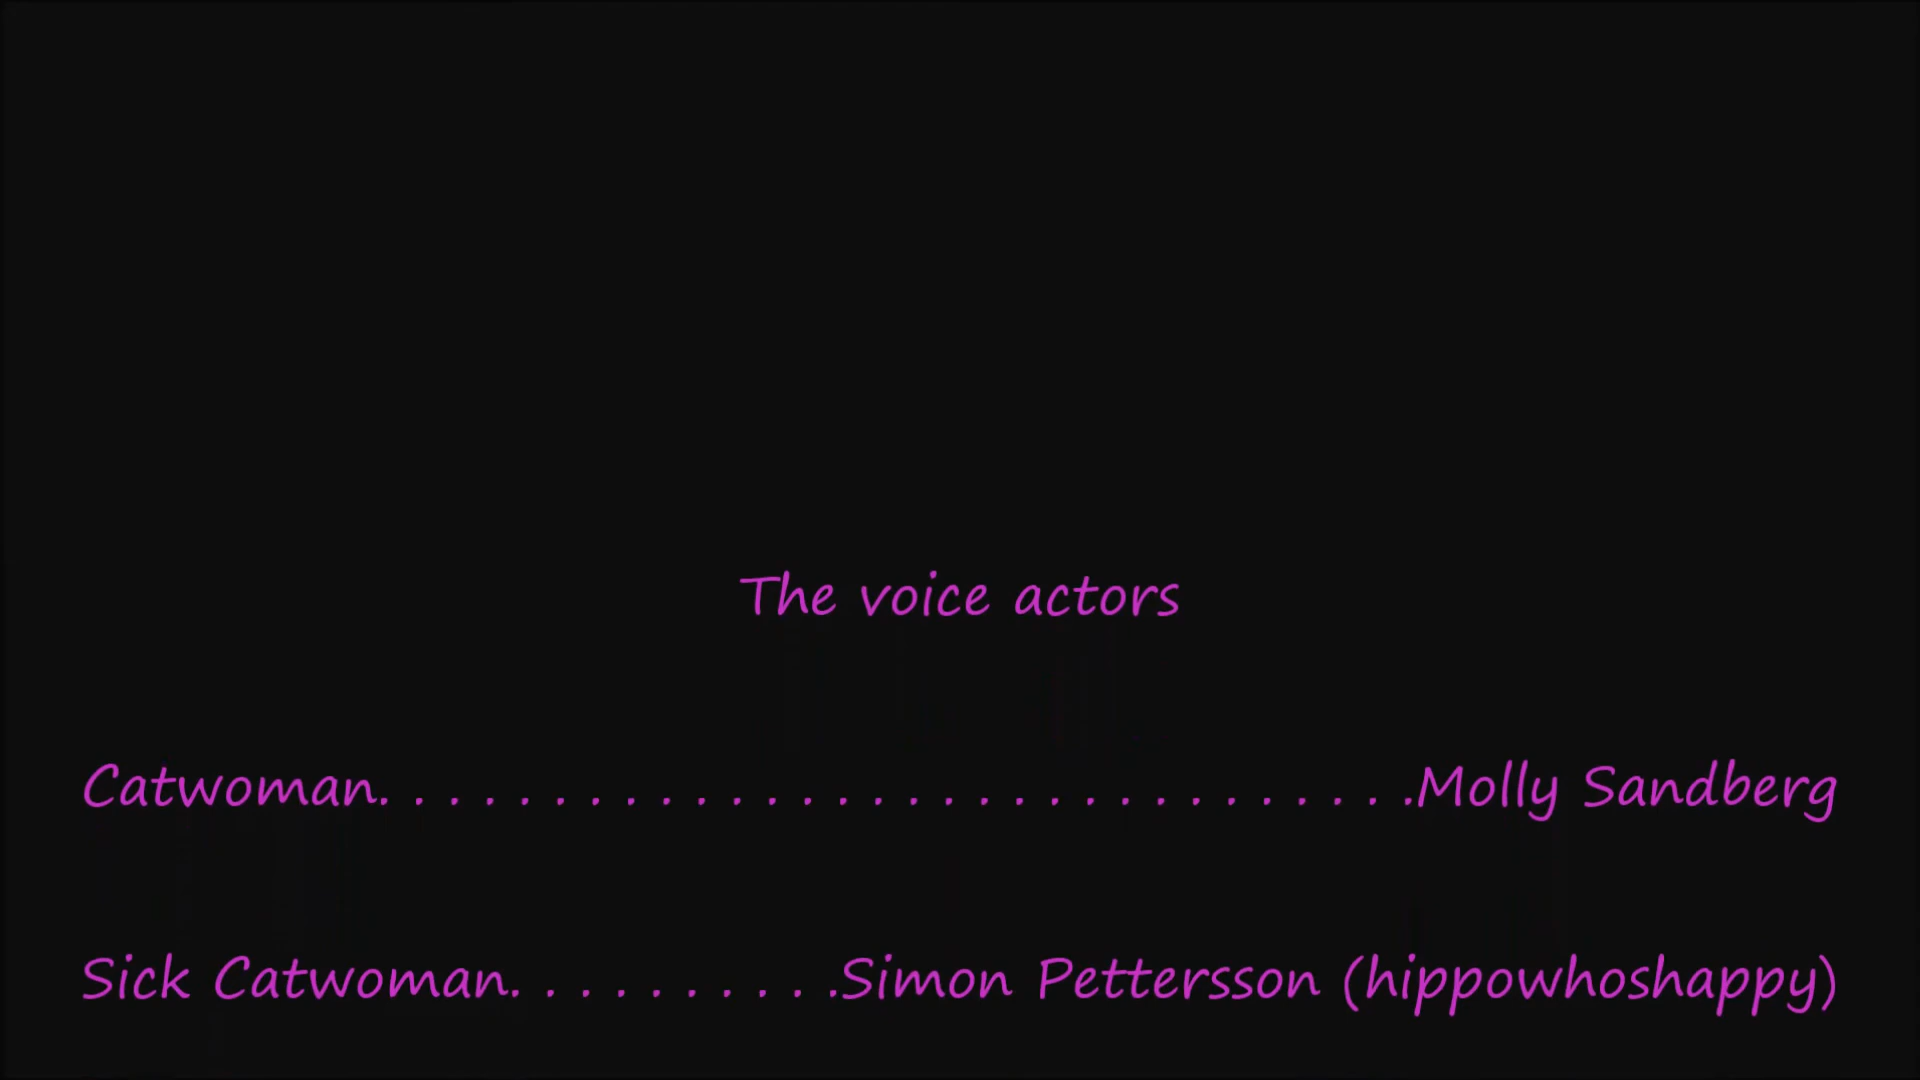 The voice actors
Catwoman. . . . . . . . . . . . . . . . . . . . . . . . . . . . . .Molly Sandberg
Sick Catwoman. . . . . . . . . .Simon Pettersson (hippowhoshappy)